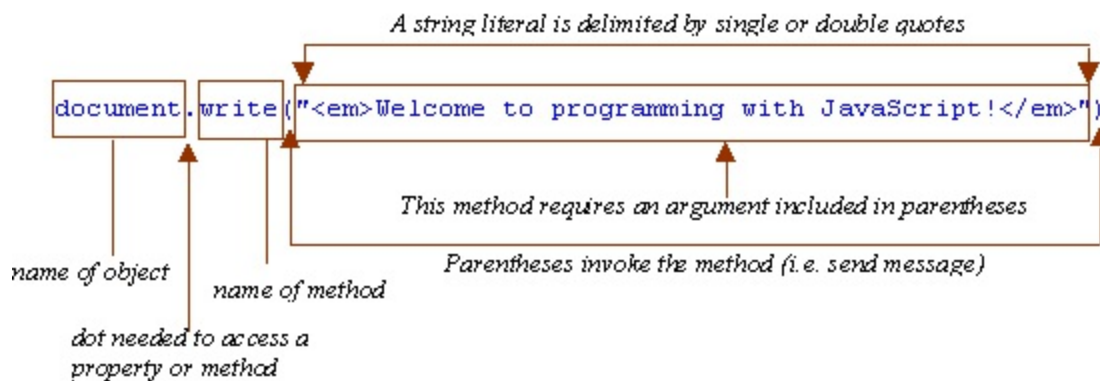 A string literal is delimited by single or double quotes
document.write("<em>Welcome to programming with JavaScript!</em>")
This method requires an argument included in parentheses
Parentheses invoke the method (i.e. send message)
name of object
name of method
dot needed to access a
property or method